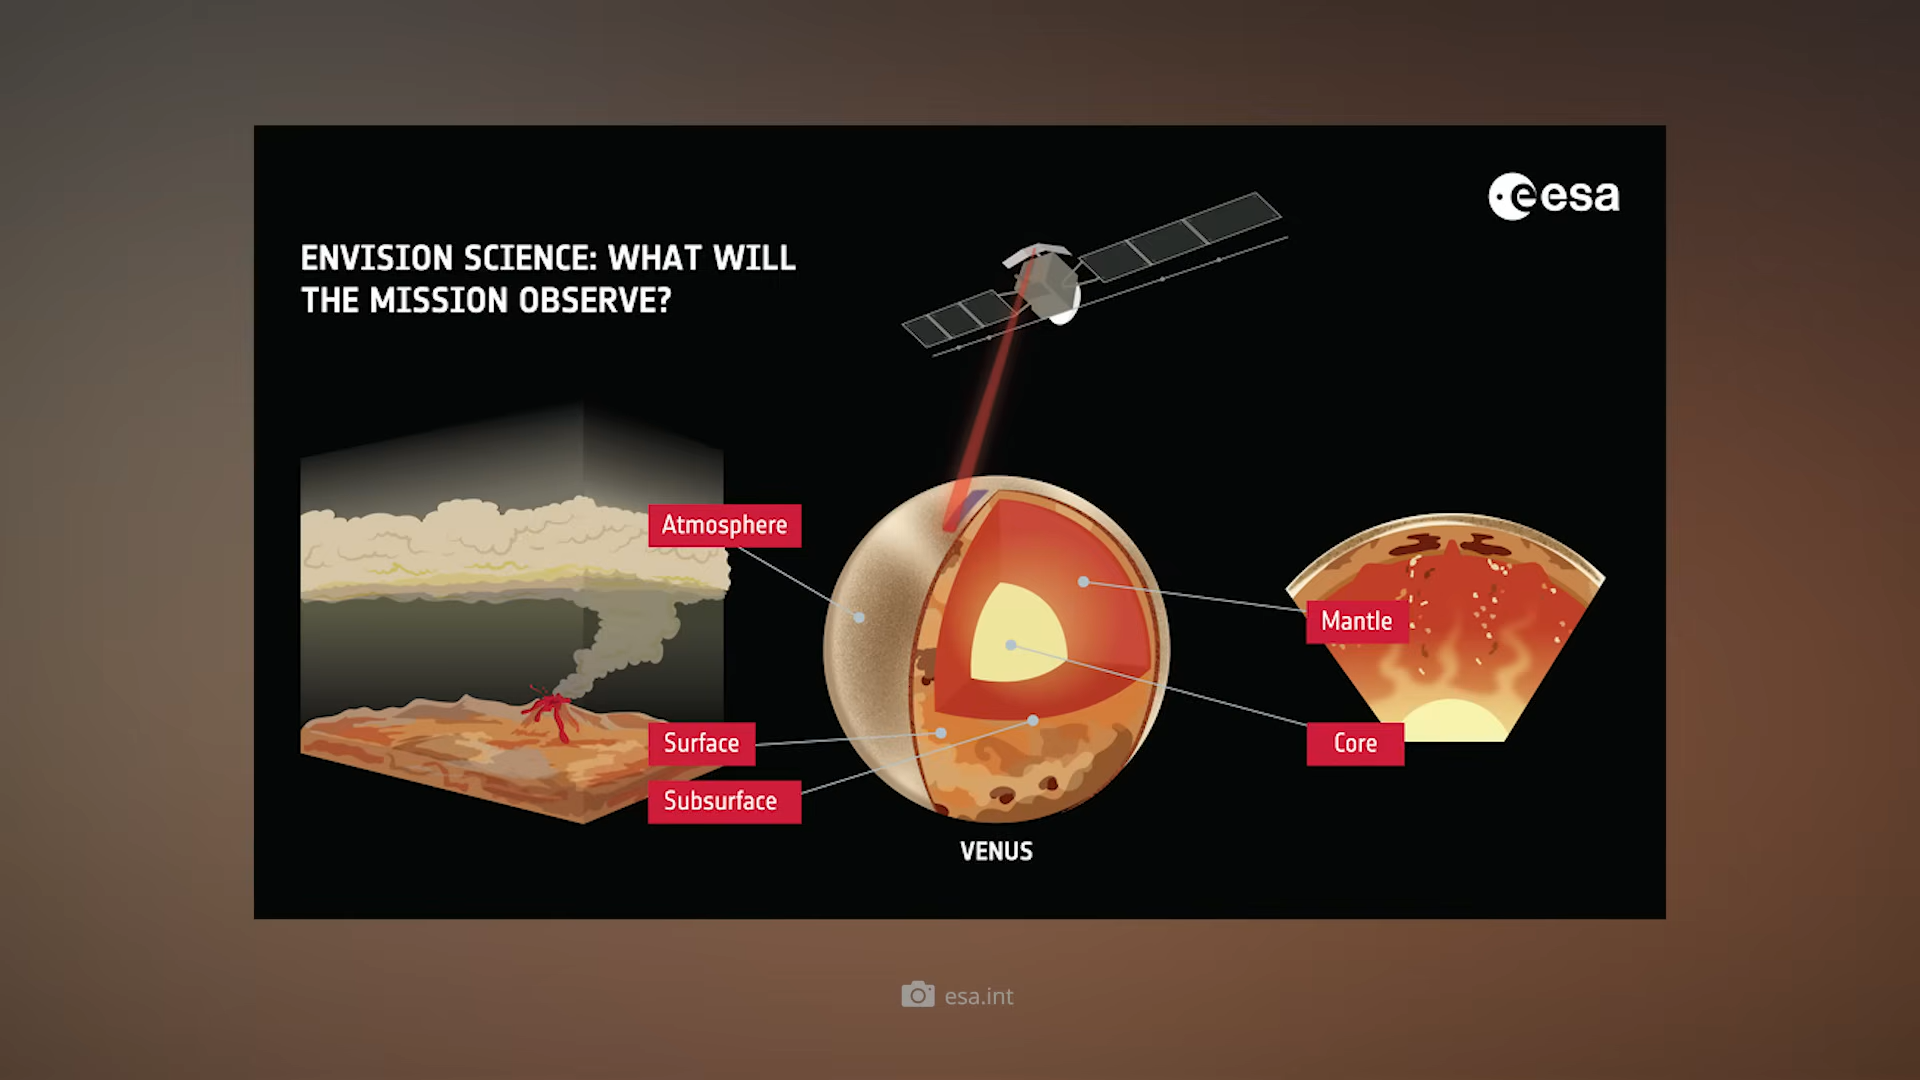 esa
ENVISION SCIENCE: WHAT WILL
THE MISSION OBSERVE?
Atmosphere
Mantle
Surface
Core
Subsurface
VENUS
esa.int